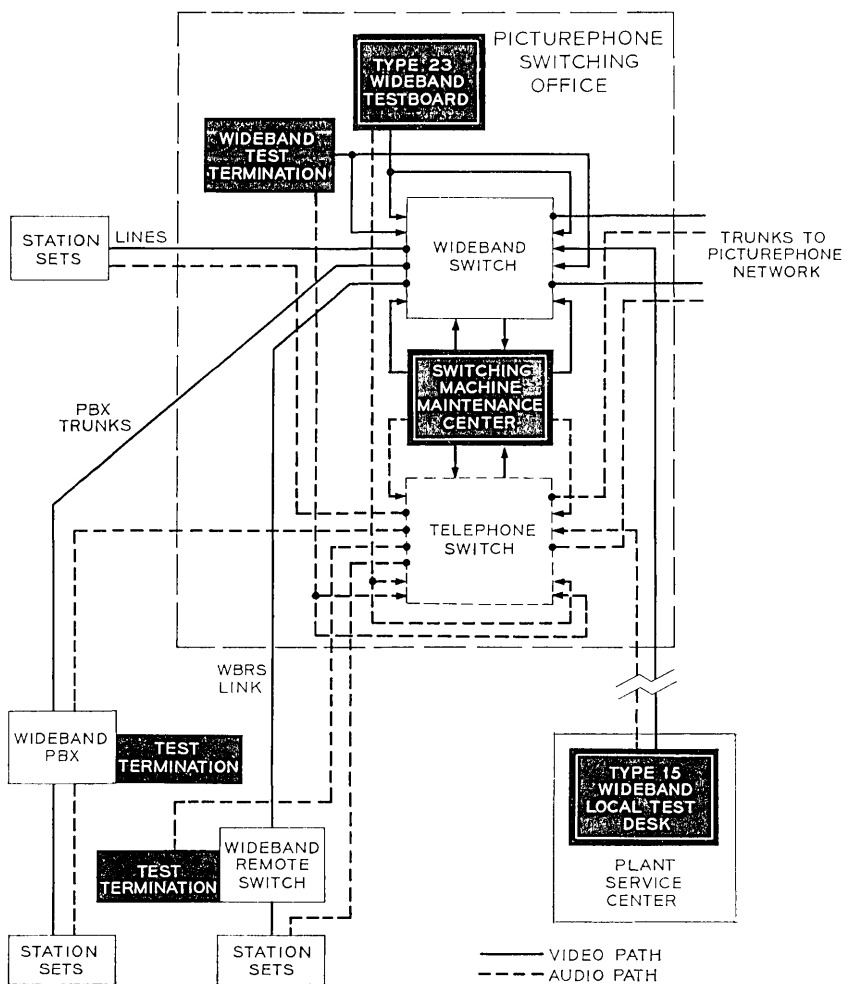 PICTUREPHONE
SWITCHING
OFFICE
TYPE 23
WIDEBAND
TESTBOARD
WIDEBAND
TEST
TERMINATION
STATION
SETS
LINES
WIDEBAND
SWITCH
TRUNKS TO
PICTUREPHONE
NETWORK
SWITCHING
MACHINE
MAINTENANCE
CENTER
PBX
TRUNKS
TELEPHONE
SWITCH
WBRS
LINK
WIDEBAND
PBX
TEST
TERMINATION
TYPE 15
WIDEBAND
LOCAL TEST
DESK
PLANT
SERVICE
CENTER
TEST
TERMINATION
WIDEBAND
REMOTE
SWITCH
STATION
SETS
STATION
SETS
VIDEO PATH
AUDIO PATH